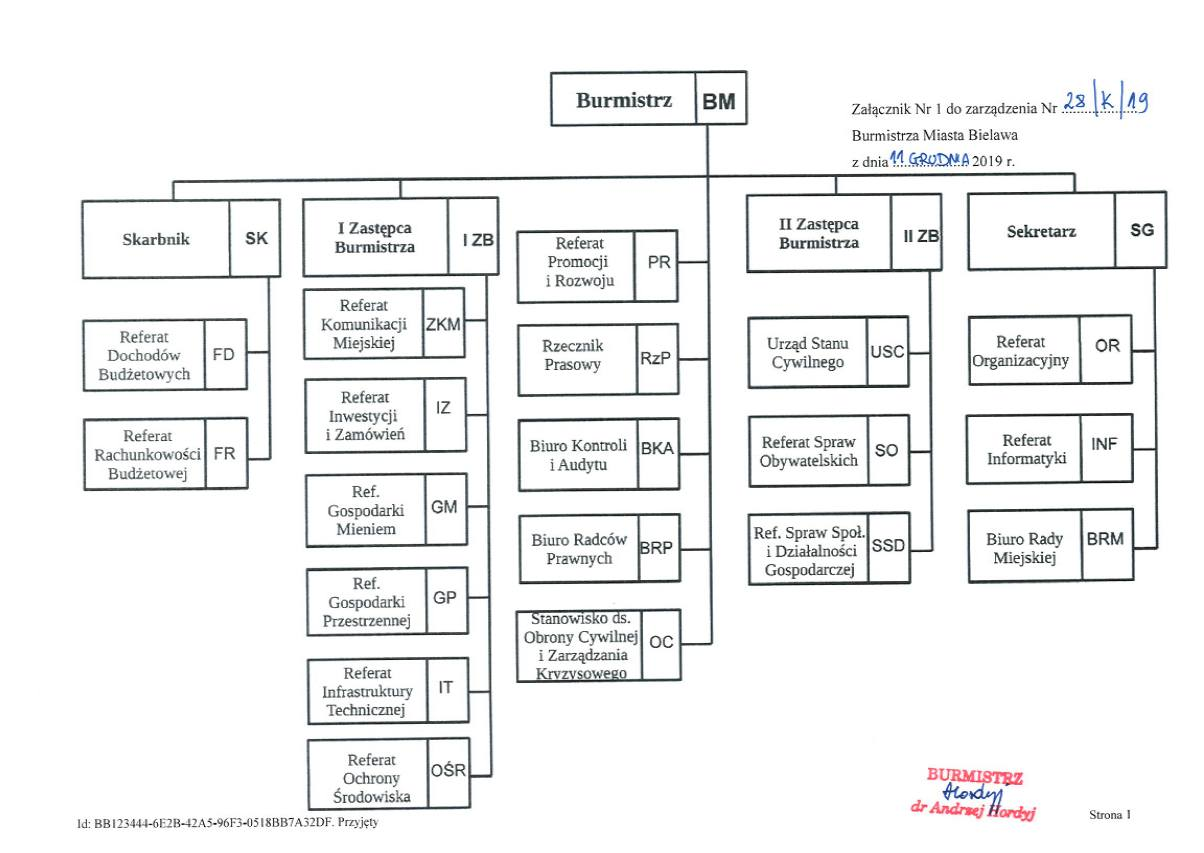 Burmistrz BM
Załącznik Nr 1 do zarządzenia Nr 28/K/19
Burmistrza Miasta Bielawa
z dnia 11 GRUDNIA 2019 r.
Skarbnik SK
Referat
Dochodów
Budżetowych
FD
Referat
Rachunkowości
Budżetowej
FR
I Zastępca
Burmistrza
I ZB
Referat
Komunikacji
Miejskiej
ZKM
Referat
Inwestycji
i Zamówień
IZ
Ref.
Gospodarki
Mieniem
GM
Ref.
Gospodarki
Przestrzennej
GP
Referat
Infrastruktury
Technicznej
IT
Referat
Ochrony
Środowiska
OŚR
Referat
Promocji
i Rozwoju
PR
Rzecznik
Prasowy
RzP
Biuro Kontroli
i Audytu
BKA
Biuro Radców
Prawnych
BRP
Stanowisko ds.
Obrony Cywilnej
i Zarządzania
Kryzysowego
OC
II Zastępca
Burmistrza
II ZB
Urząd Stanu
Cywilnego
USC
Referat Spraw
Obywatelskich
SO
Ref. Spraw Społ.
i Działalności
Gospodarczej
SSD
Sekretarz SG
Referat
Organizacyjny
OR
Referat
Informatyki
INF
Biuro Rady
Miejskiej
BRM
BURMISTRZ
Hordyj
dr Andrzej Hordyj
Id: BB123444-6E2B-42A5-96F3-0518BB7A32DF. Przyjęty
Strona 1